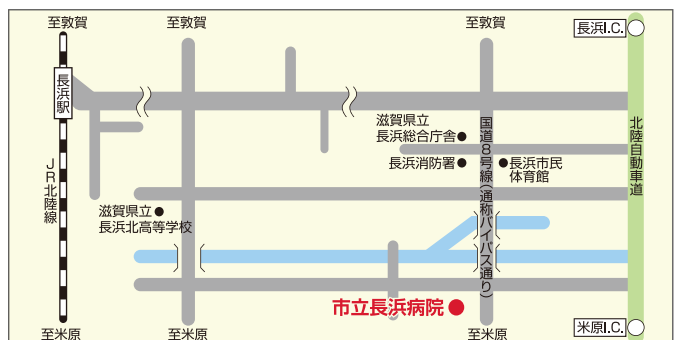 至敦賀
至敦賀
至敦賀
長浜I.C.
長浜駅
滋賀県立
長浜総合庁舎
国道8号線(通称バイパス通り)
北陸自動車道
長浜消防署
長浜市民
体育館
JR北陸線
滋賀県立
長浜北高等学校
市立長浜病院
至米原
至米原
至米原
米原I.C.